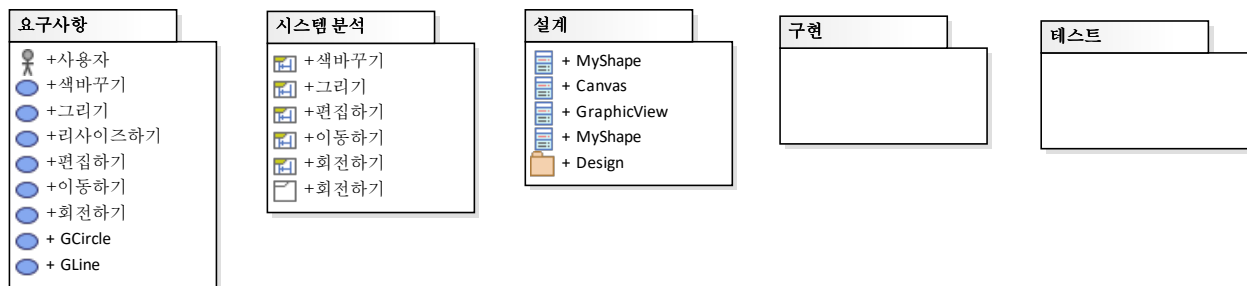 요구사항
+사용자
+색바꾸기
+그리기
+리사이즈하기
+편집하기
+이동하기
+회전하기
+ GCircle
+ GLine
시스템 분석
+색바꾸기
+그리기
+편집하기
+이동하기
+회전하기
+회전하기
설계
+ MyShape
+ Canvas
+ GraphicView
+ MyShape
+ Design
구현
테스트